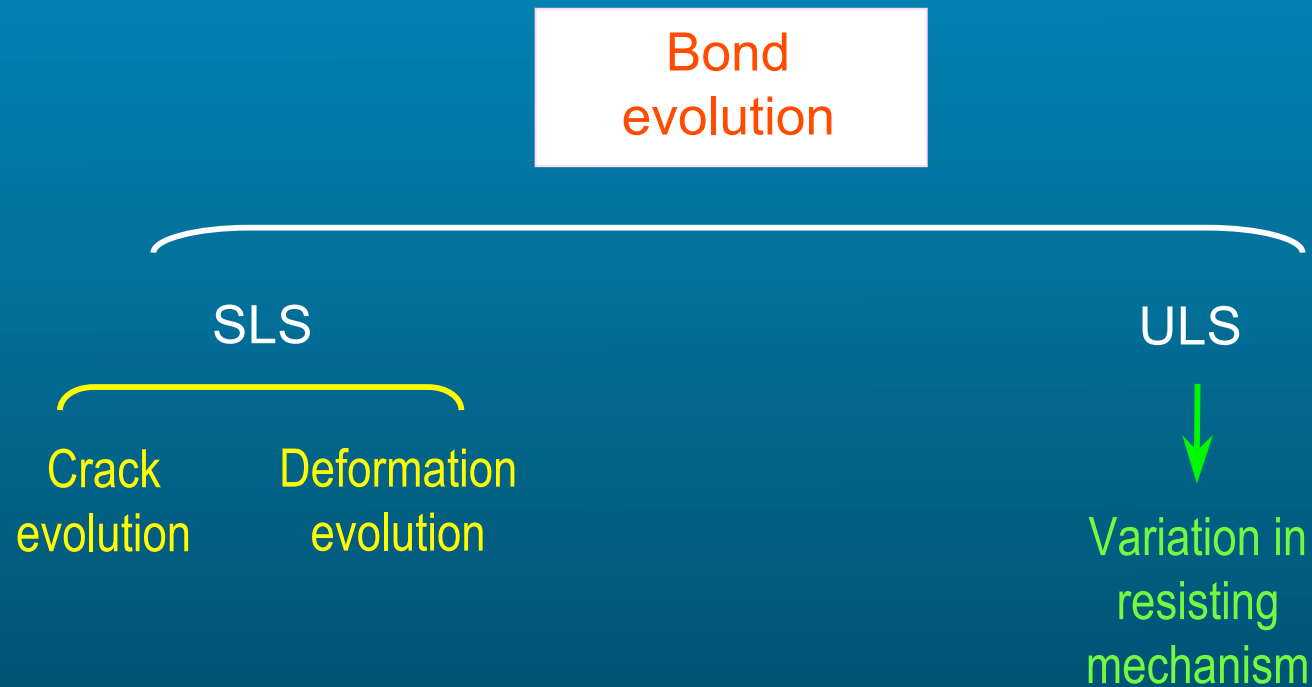 Bond
evolution
SLS
ULS
Crack
evolution
Deformation
evolution
Variation in
resisting
mechanism